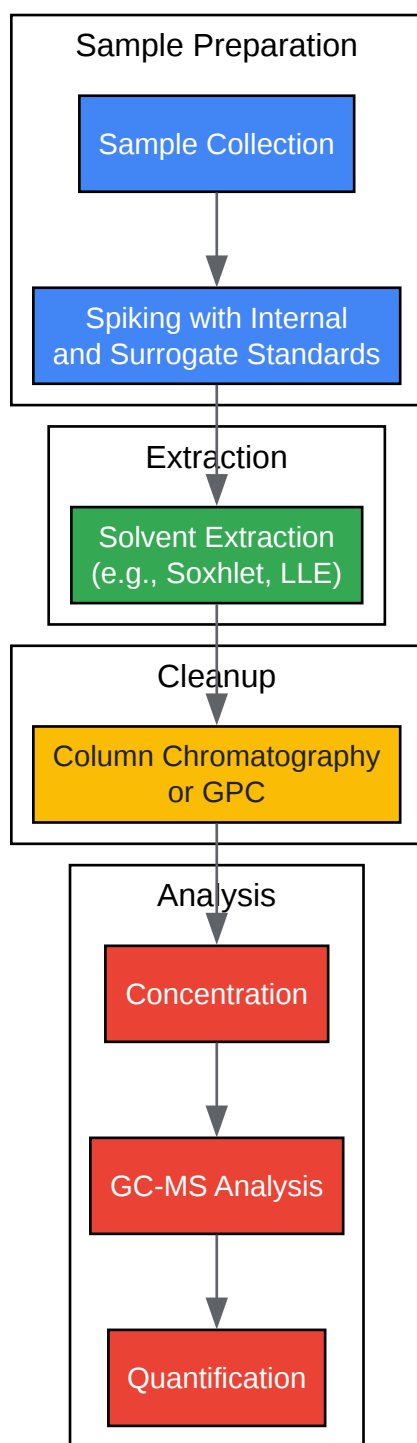 Sample Preparation
Sample Collection
Spiking with Internal
and Surrogate Standards
Extraction
Solvent Extraction
(e.g., Soxhlet, LLE)
Cleanup
Column Chromatography
or GPC
Analysis
Concentration
GC-MS Analysis
Quantification